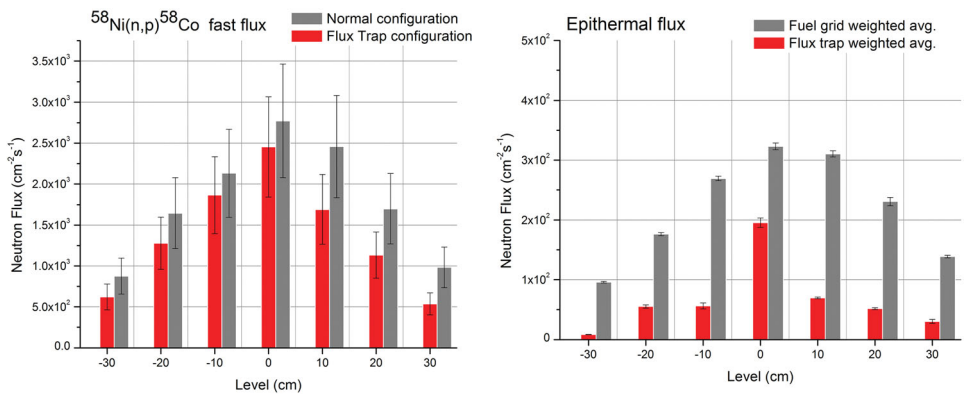 ⁵⁸Ni(n,p)⁵⁸Co fast flux
Normal configuration
Flux Trap configuration
3.5x10³
3.0x10³
2.5x10³
2.0x10³
1.5x10³
1.0x10³
5.0x10²
0.0
Neutron Flux (cm⁻²s⁻¹)
-30 -20 -10 0 10 20 30
Level (cm)
Epithermal flux
Fuel grid weighted avg.
Flux trap weighted avg.
5x10²
4x10²
3x10²
2x10²
1x10²
0
Neutron Flux (cm⁻²s⁻¹)
-30 -20 -10 0 10 20 30
Level (cm)